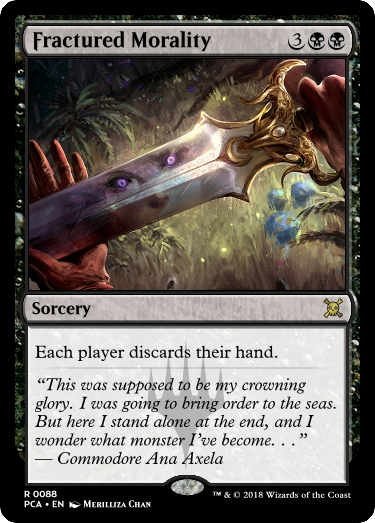 Fractured Morality 3
Sorcery
Each player discards their hand.
“This was supposed to be my crowning
glory. I was going to bring order to the seas.
But here I stand alone at the end, and I
wonder what monster I’ve become. . .”
— Commodore Ana Axela
R 0088
PCA • EN Merilliza Chan
™ & © 2018 Wizards of the Coast